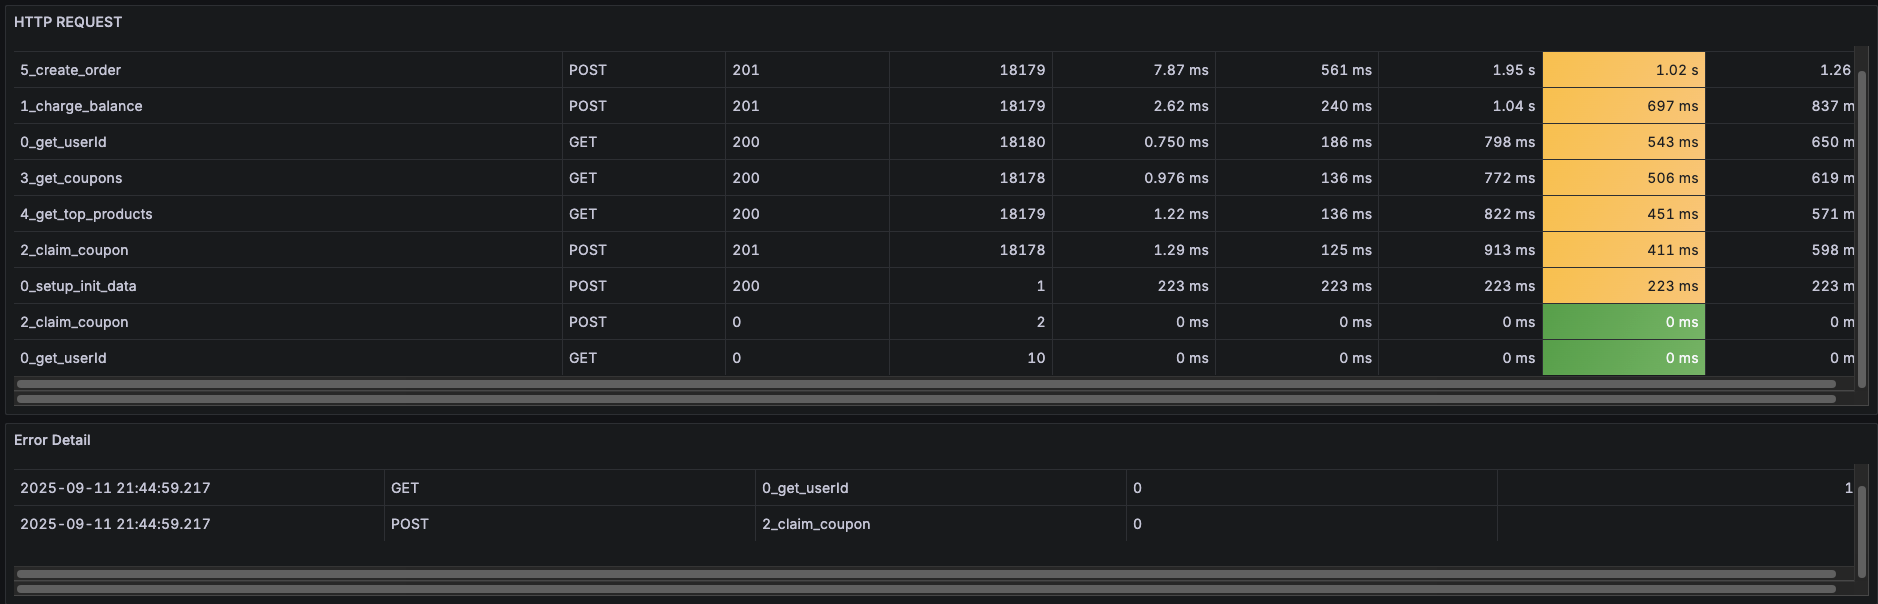 HTTP REQUEST
5_create_order POST 201 18179 7.87 ms 561 ms 1.95 s 1.02 s 1.26
1_charge_balance POST 201 18179 2.62 ms 240 ms 1.04 s 697 ms 837 m
0_get_userId GET 200 18180 0.750 ms 186 ms 798 ms 543 ms 650 m
3_get_coupons GET 200 18178 0.976 ms 136 ms 772 ms 506 ms 619 m
4_get_top_products GET 200 18179 1.22 ms 136 ms 822 ms 451 ms 571 m
2_claim_coupon POST 201 18178 1.29 ms 125 ms 913 ms 411 ms 598 m
0_setup_init_data POST 200 1 223 ms 223 ms 223 ms 223 ms 223 m
2_claim_coupon POST 0 2 0 ms 0 ms 0 ms 0 ms 0 m
0_get_userId GET 0 10 0 ms 0 ms 0 ms 0 ms 0 m
Error Detail
2025-09-11 21:44:59.217 GET 0_get_userId 0 1
2025-09-11 21:44:59.217 POST 2_claim_coupon 0